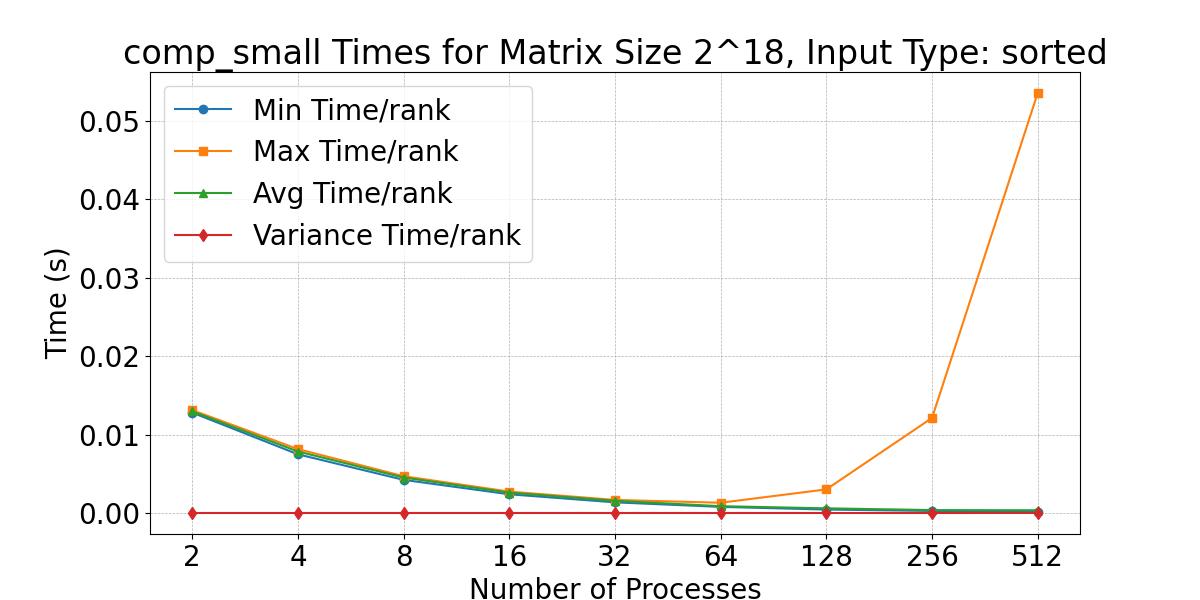 comp_small Times for Matrix Size 2^18, Input Type: sorted
Min Time/rank
Max Time/rank
Avg Time/rank
Variance Time/rank
Time (s)
0.05
0.04
0.03
0.02
0.01
0.00
2 4 8 16 32 64 128 256 512
Number of Processes